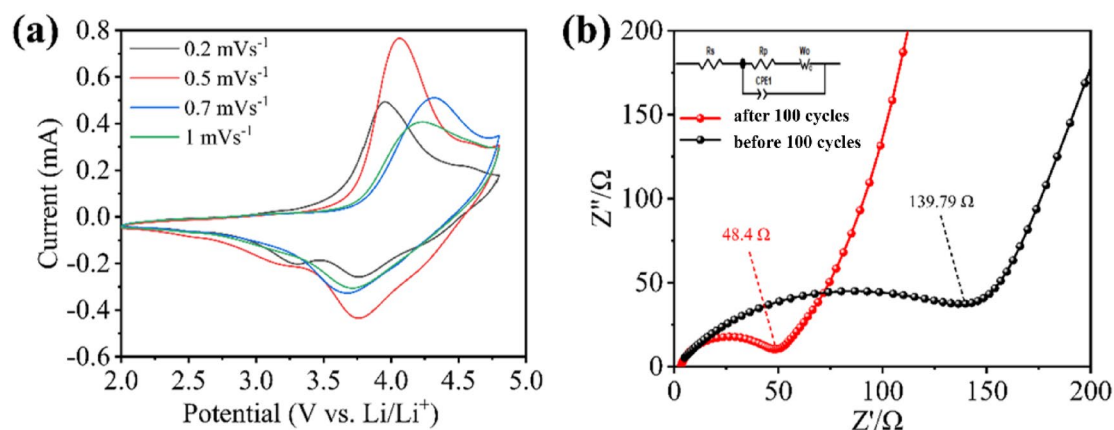 (a)
0.2 mVs⁻¹
0.5 mVs⁻¹
0.7 mVs⁻¹
1 mVs⁻¹
0.8
0.6
0.4
0.2
0.0
-0.2
-0.4
-0.6
Current (mA)
2.0 2.5 3.0 3.5 4.0 4.5 5.0
Potential (V vs. Li/Li⁺)
(b)
Rs Rp Wo
CPE1
after 100 cycles
before 100 cycles
139.79 Ω
48.4 Ω
200
150
100
50
0
Z''/Ω
0 50 100 150 200
Z'/Ω